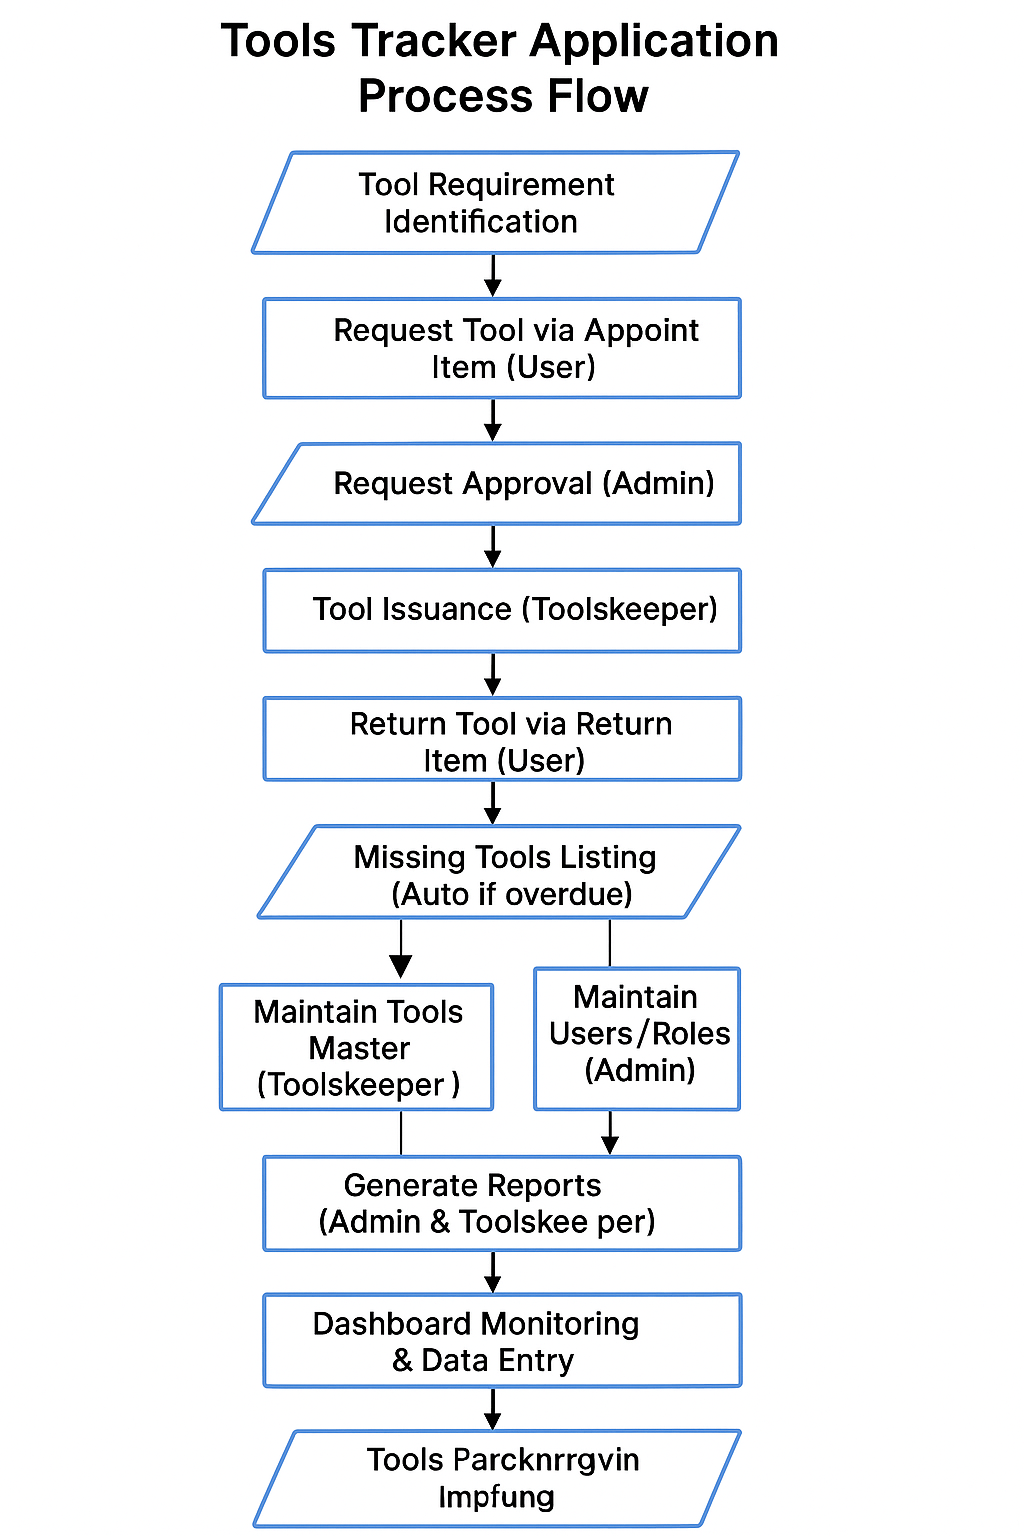 Tools Tracker Application
Process Flow
Tool Requirement
Identification
Request Tool via Appoint
Item (User)
Request Approval (Admin)
Tool Issuance (Toolskeeper)
Return Tool via Return
Item (User)
Missing Tools Listing
(Auto if overdue)
Maintain Tools
Master
(Toolskeeper )
Maintain
Users/Roles
(Admin)
Generate Reports
(Admin & Toolskee per)
Dashboard Monitoring
& Data Entry
Tools Parcknrrgvin
Impfung